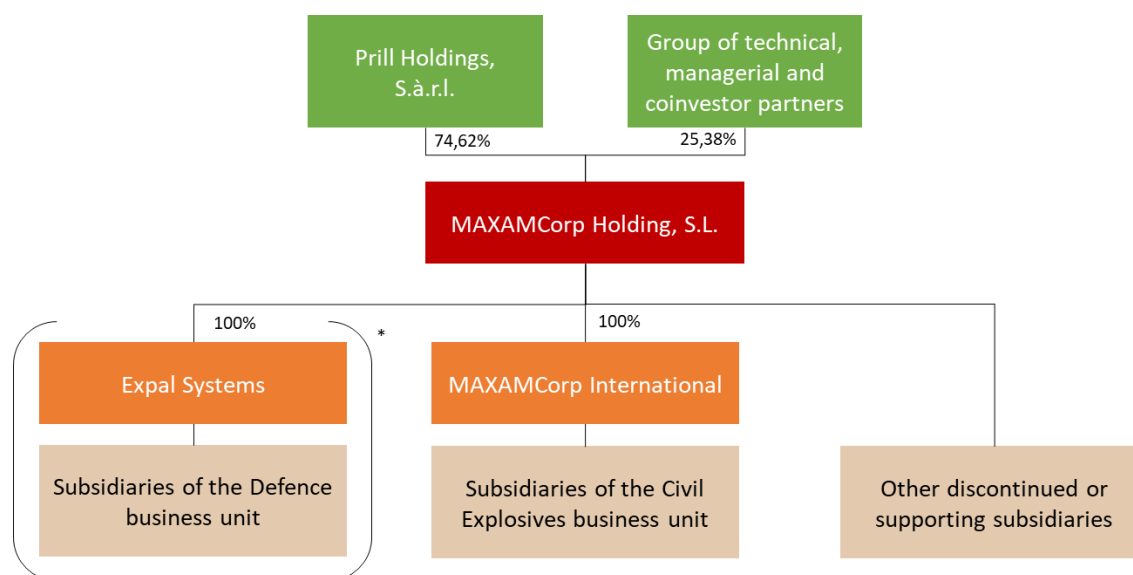 Prill Holdings,
S.à.r.l.
Group of technical,
managerial and
coinvestor partners
74,62%
25,38%
MAXAMCorp Holding, S.L.
100%
*
100%
Expal Systems
MAXAMCorp International
Subsidiaries of the Defence
business unit
Subsidiaries of the Civil
Explosives business unit
Other discontinued or
supporting subsidiaries